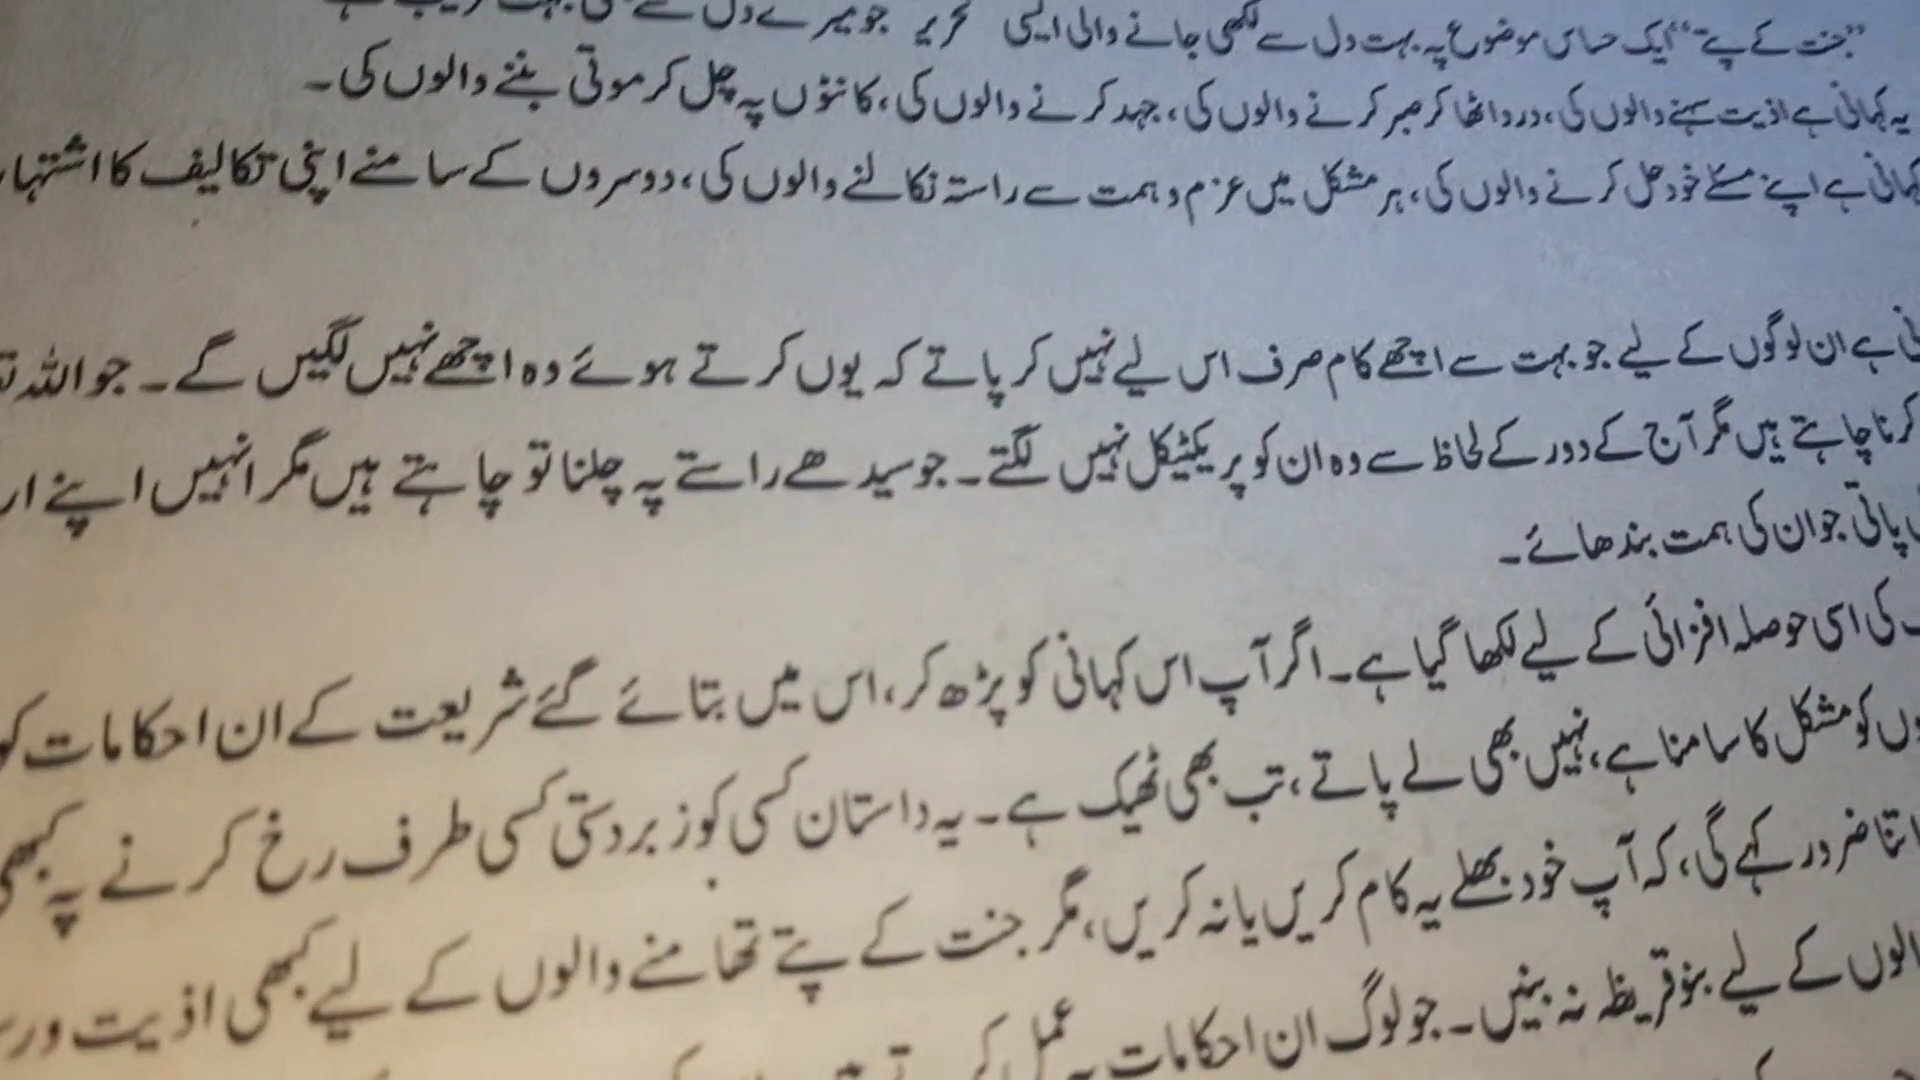 ”جنت کے پتے“ ایک حساس موضوع پہ بہت دل سے لکھی جانے والی ایسی تحریر جو میرے دل سے
یہ کہانی ہے اذیت سہنے والوں کی، درد اٹھا کر صبر کرنے والوں کی، جہد کرنے والوں کی، کانٹوں پہ چل کر موتی بننے والوں کی۔
کہانی ہے اپنے مسئلے خود حل کرنے والوں کی، ہر مشکل میں عزم و ہمت سے راستہ نکالنے والوں کی، دوسروں کے سامنے اپنی تکالیف کا اشتہا
ہے ان لوگوں کے لیے جو بہت سے اچھے کام صرف اس لیے نہیں کر پاتے کہ یوں کرتے ہوئے وہ اچھے نہیں لگیں گے۔ جو اللہ
کرنا چاہتے ہیں مگر آج کے دور کے لحاظ سے وہ ان کو پریکٹیکل نہیں لگتے۔ جو سیدھے راستے پہ چلنا تو چاہتے ہیں مگر انہیں اپنے ار
پاتی جو ان کی ہمت بندھائے۔
کی اسی حوصلہ افزائی کے لیے لکھا گیا ہے۔ اگر آپ اس کہانی کو پڑھ کر، اس میں بتائے گئے شریعت کے ان احکامات کو
وں کو مشکل کا سامنا ہے، نہیں بھی لے پاتے، تب بھی ٹھیک ہے۔ یہ داستان کسی کو زبردستی کسی طرف رخ کرنے پہ کبھی
اتنا ضرور کہے گی، کہ آپ خود بھلے یہ کام کریں یا نہ کریں، مگر جنت کے پتے تھامنے والوں کے لیے کبھی اذیت ور
الوں کے لیے بنو قریظہ نہ بنیں۔ جو لوگ ان احکامات پہ عمل